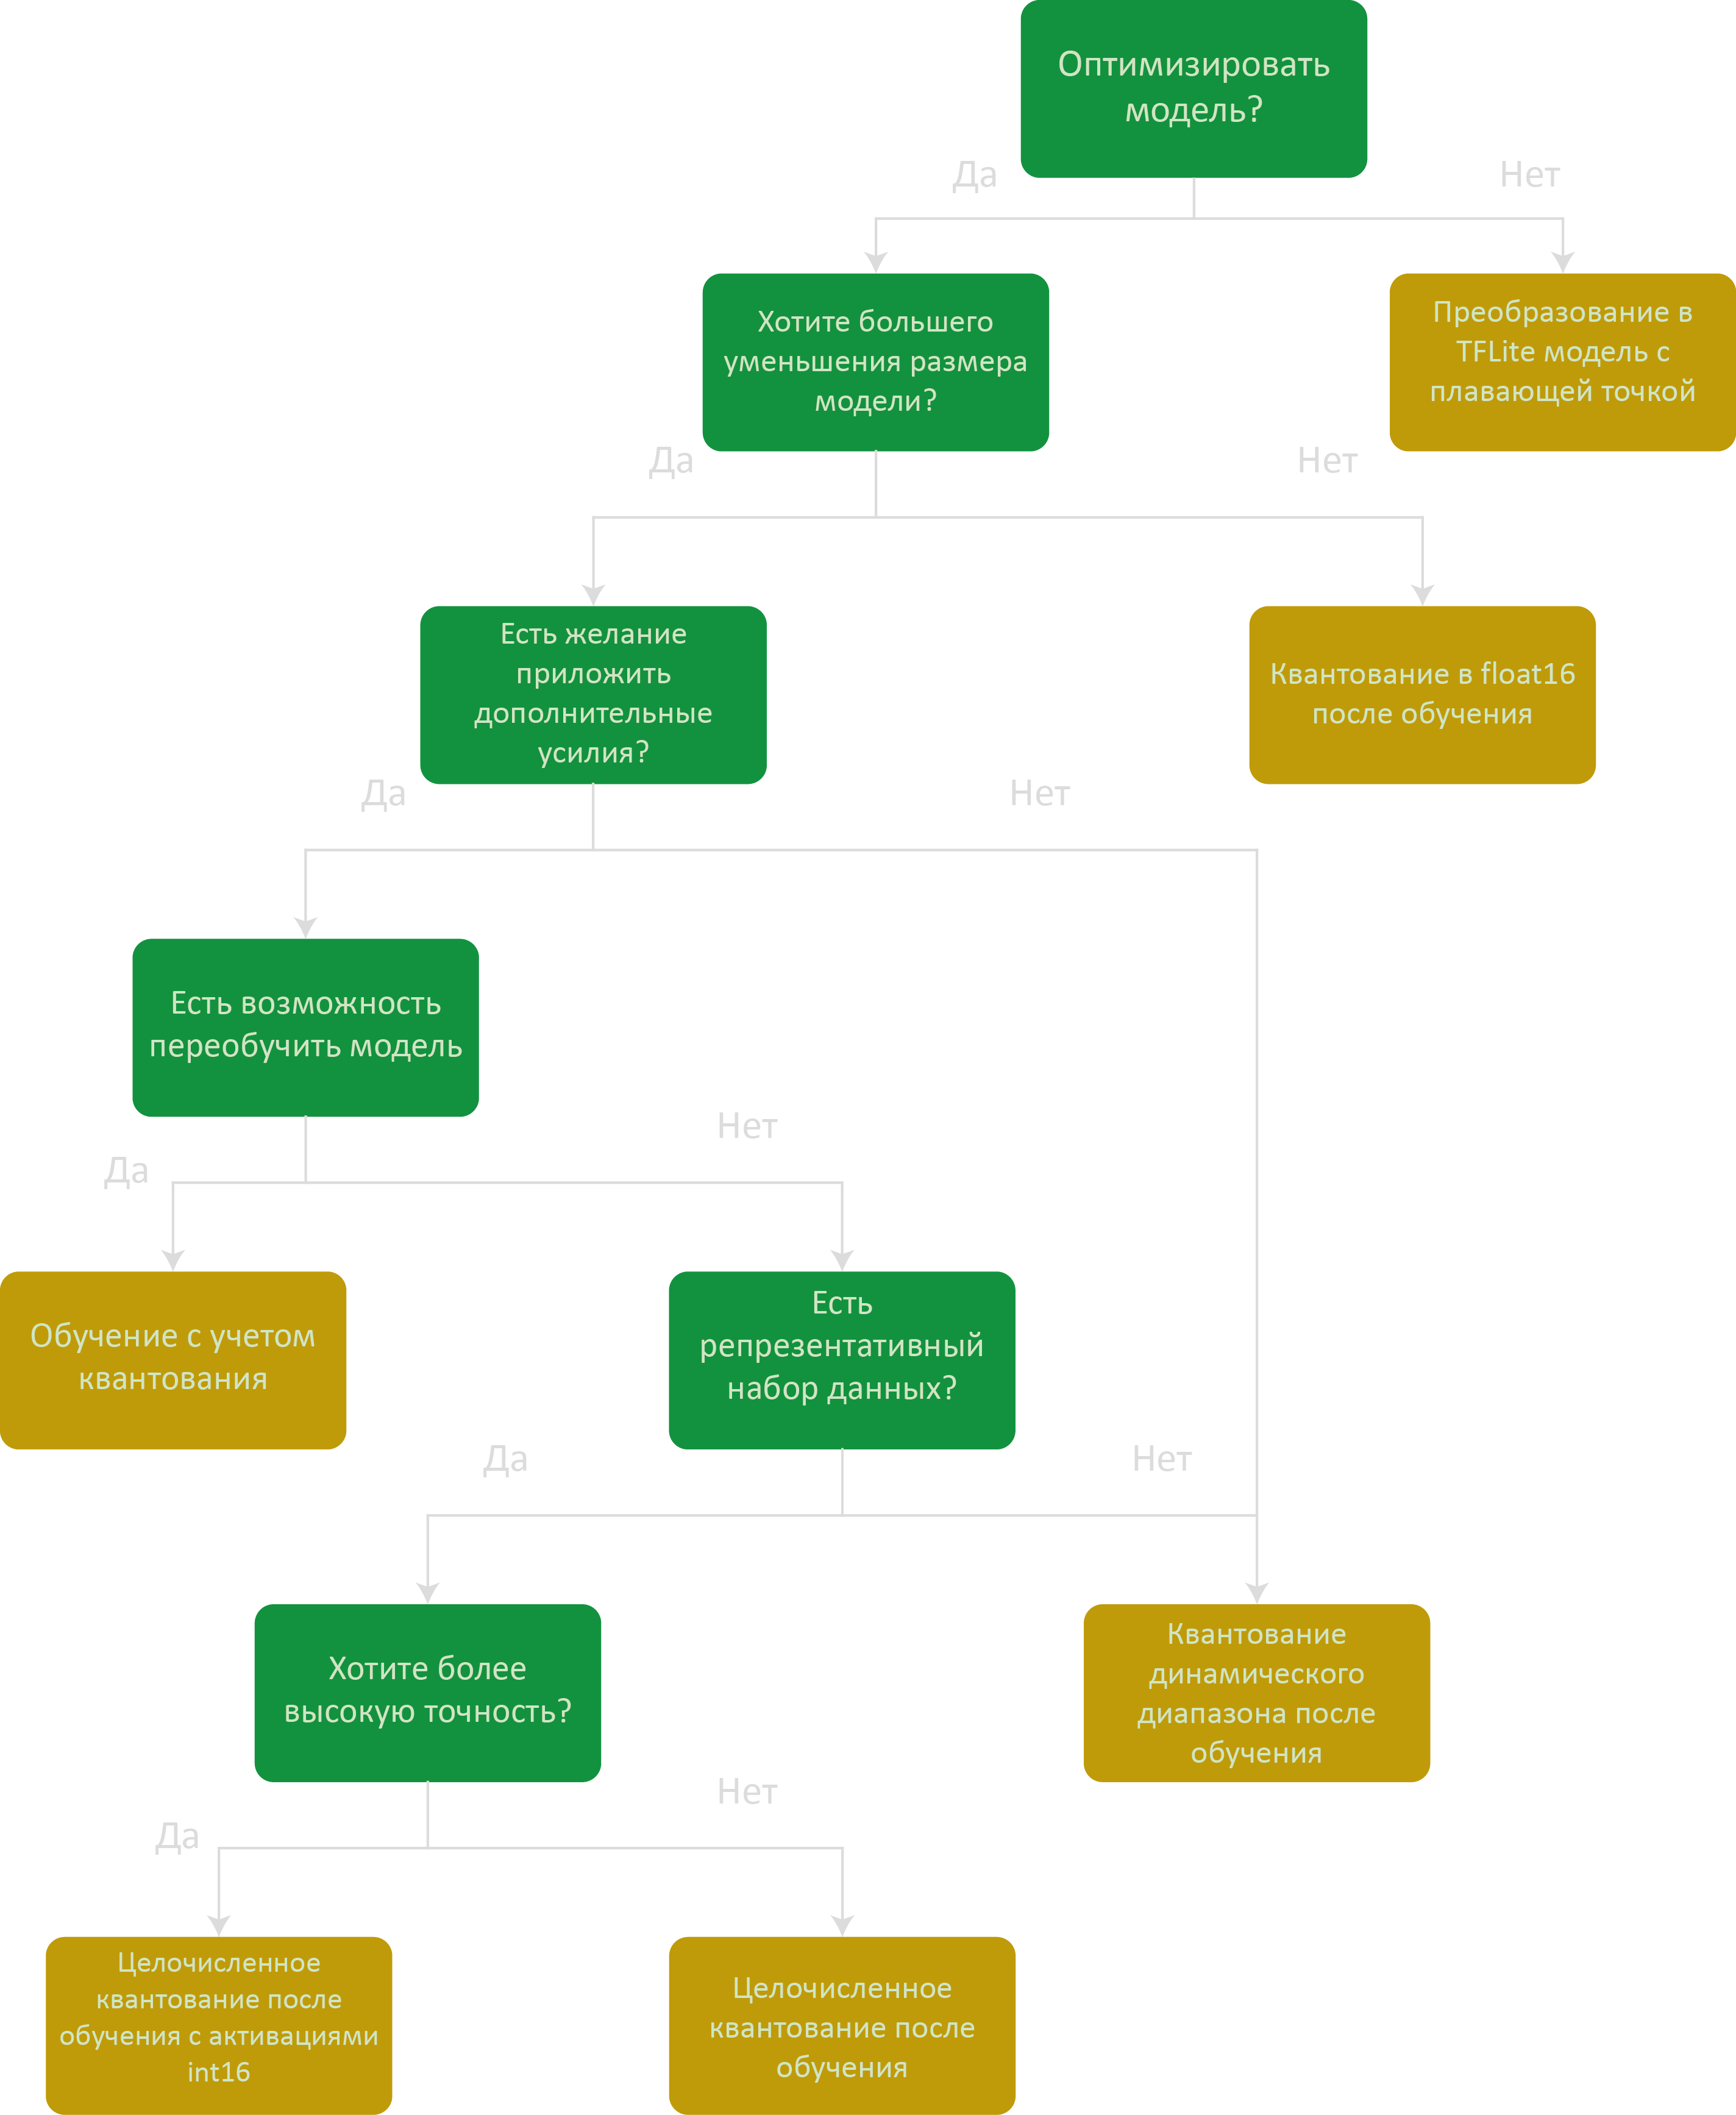 Оптимизировать
модель?
Да
Нет
Хотите большего
уменьшения размера
модели?
Преобразование в
TFLite модель с
плавающей точкой
Да
Нет
Есть желание
приложить
дополнительные
усилия?
Квантование в float16
после обучения
Да
Нет
Есть возможность
переобучить модель
Да
Нет
Обучение с учетом
квантования
Есть
репрезентативный
набор данных?
Да
Нет
Хотите более
высокую точность?
Квантование
динамического
диапазона после
обучения
Да
Нет
Целочисленное
квантование после
обучения с активациями
int16
Целочисленное
квантование после
обучения